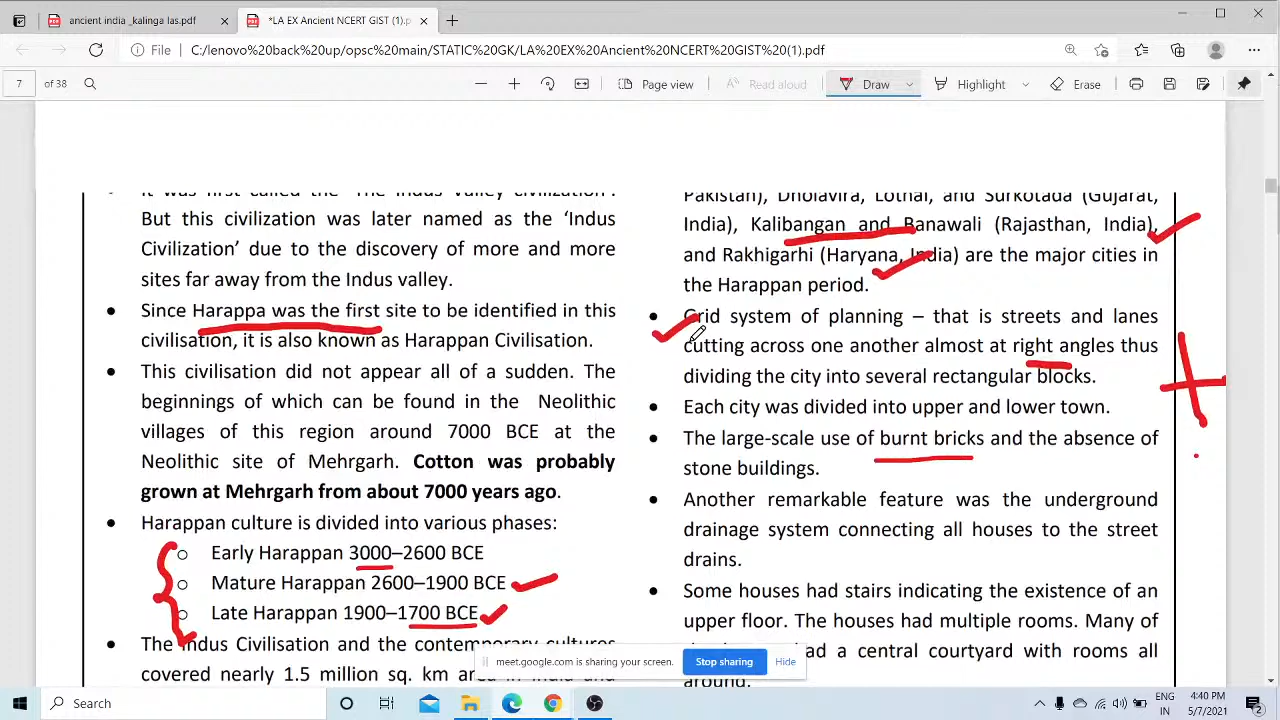 ancient india _kalinga las.pdf
*LA EX Ancient NCERT GIST (1).p
File
C:/lenovo%20back%20up/opsc%20main/STATIC%20GK/LA%20EX%20Ancient%20NCERT%20GIST%20(1).pdf
7 of 38
Page view
Read aloud
Draw
Highlight
Erase
It was first called the 'The Indus Valley civilization'.
But this civilization was later named as the 'Indus
Civilization' due to the discovery of more and more
sites far away from the Indus valley.
Since Harappa was the first site to be identified in this
civilisation, it is also known as Harappan Civilisation.
This civilisation did not appear all of a sudden. The
beginnings of which can be found in the Neolithic
villages of this region around 7000 BCE at the
Neolithic site of Mehrgarh. Cotton was probably
grown at Mehrgarh from about 7000 years ago.
Harappan culture is divided into various phases:
Early Harappan 3000–2600 BCE
Mature Harappan 2600–1900 BCE
Late Harappan 1900–1700 BCE
The Indus Civilisation and the contemporary cultures
covered nearly 1.5 million sq. km area in India and
Pakistan), Dholavira, Lothal, and Surkotada (Gujarat,
India), Kalibangan and Banawali (Rajasthan, India),
and Rakhigarhi (Haryana, India) are the major cities in
the Harappan period.
Grid system of planning – that is streets and lanes
cutting across one another almost at right angles thus
dividing the city into several rectangular blocks.
Each city was divided into upper and lower town.
The large-scale use of burnt bricks and the absence of
stone buildings.
Another remarkable feature was the underground
drainage system connecting all houses to the street
drains.
Some houses had stairs indicating the existence of an
upper floor. The houses had multiple rooms. Many of
had a central courtyard with rooms all
around.
meet.google.com is sharing your screen.
Stop sharing
Hide
Search
ENG
IN
4:40 PM
5/7/2021
2